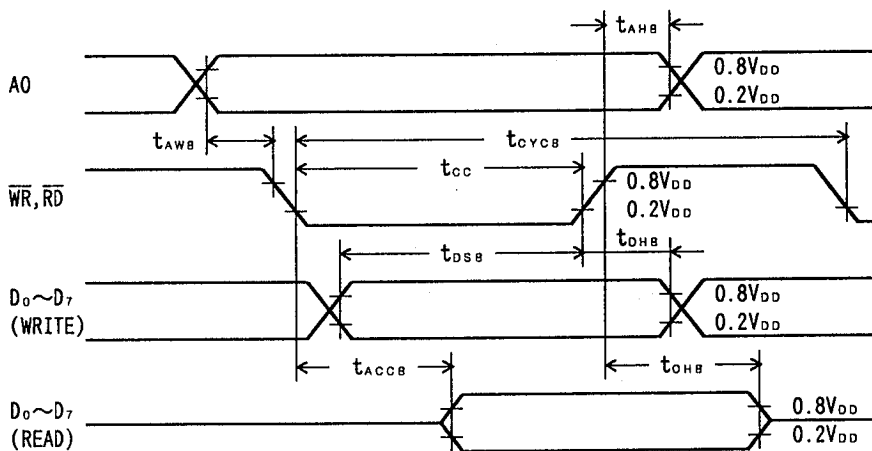 tAH8
A0
0.8VDD
0.2VDD
tAW8
tCYC8
tCC
WR,RD
0.8VDD
0.2VDD
tDS8
tDH8
D0~D7
(WRITE)
0.8VDD
0.2VDD
tACC8
tOH8
D0~D7
(READ)
0.8VDD
0.2VDD